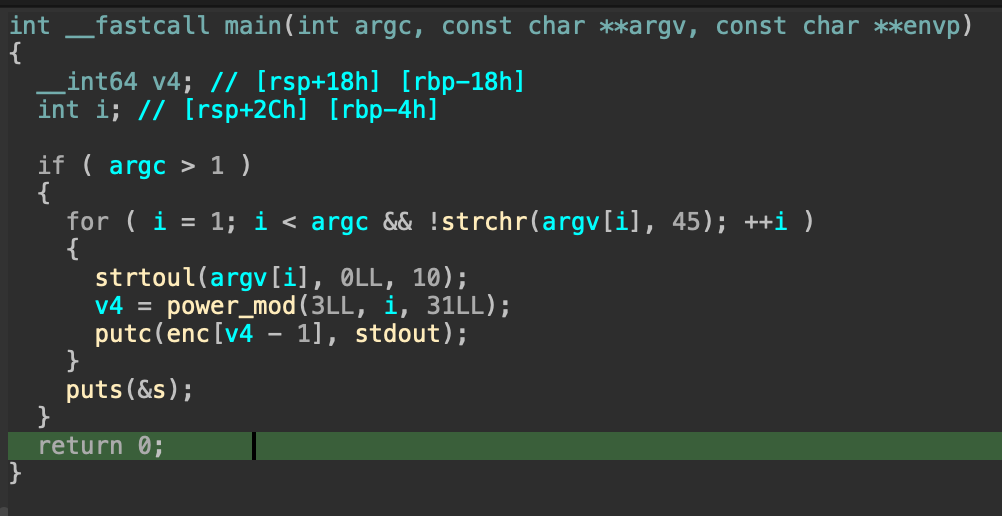 int __fastcall main(int argc, const char **argv, const char **envp)
{
  __int64 v4; // [rsp+18h] [rbp-18h]
  int i; // [rsp+2Ch] [rbp-4h]

  if ( argc > 1 )
  {
    for ( i = 1; i < argc && !strchr(argv[i], 45); ++i )
    {
      strtoul(argv[i], 0LL, 10);
      v4 = power_mod(3LL, i, 31LL);
      putc(enc[v4 - 1], stdout);
    }
    puts(&s);
  }
  return 0;
}